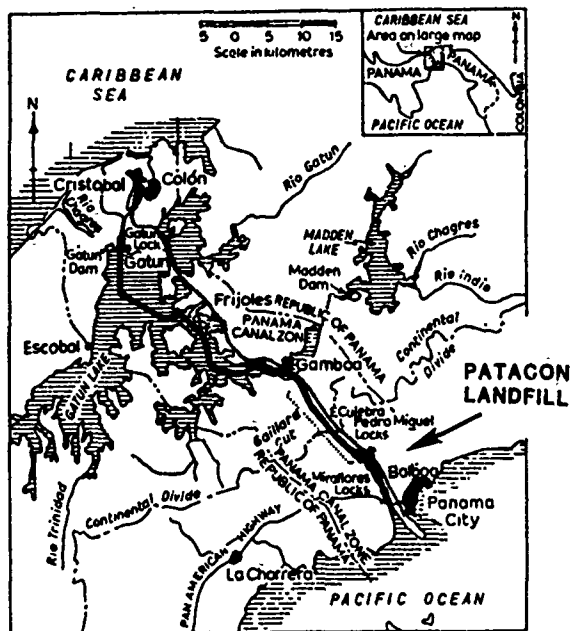 5 0 5 10 15
Scale in kilometres
CARIBBEAN SEA
Area on large map
N
PANAMA
PANAMA
COLOMBIA
PACIFIC OCEAN
CARIBBEAN
SEA
N
Cristobal
Colón
Rio Gatun
Rio
Chagres
Gatun
Lock
Gatun
Gatun
Dam
MADDEN
LAKE
Rio Chagres
Madden
Dam
Rio indio
Frijoles
REPUBLIC OF PANAMA
PANAMA
CANAL ZONE
Continental
Divide
Escobal
GATUN LAKE
Gamboa
PATACON
LANDFILL
Culebra
Pedro Miguel
Locks
Gaillard
Cut
Balboa
Miraflores
Locks
PANAMA CANAL ZONE
REPUBLIC OF PANAMA
Panama
City
Continental Divide
Rio Trinidad
PAN AMERICAN HIGHWAY
La Chorrera
PACIFIC OCEAN